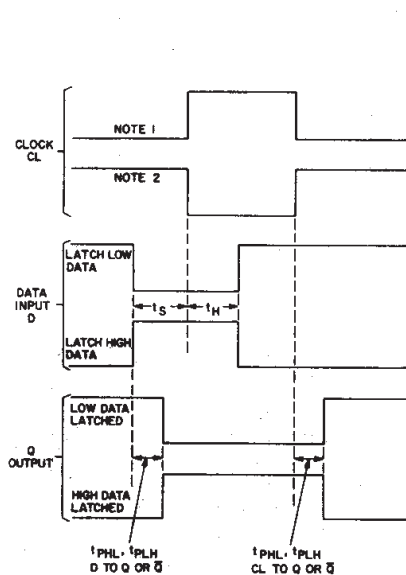 NOTE 1
CLOCK
CL
NOTE 2
LATCH LOW
DATA
DATA
INPUT
D
tS
tH
LATCH HIGH
DATA
LOW DATA
LATCHED
Q
OUTPUT
HIGH DATA
LATCHED
tPHL, tPLH
D TO Q OR Q̅
tPHL, tPLH
CL TO Q OR Q̅